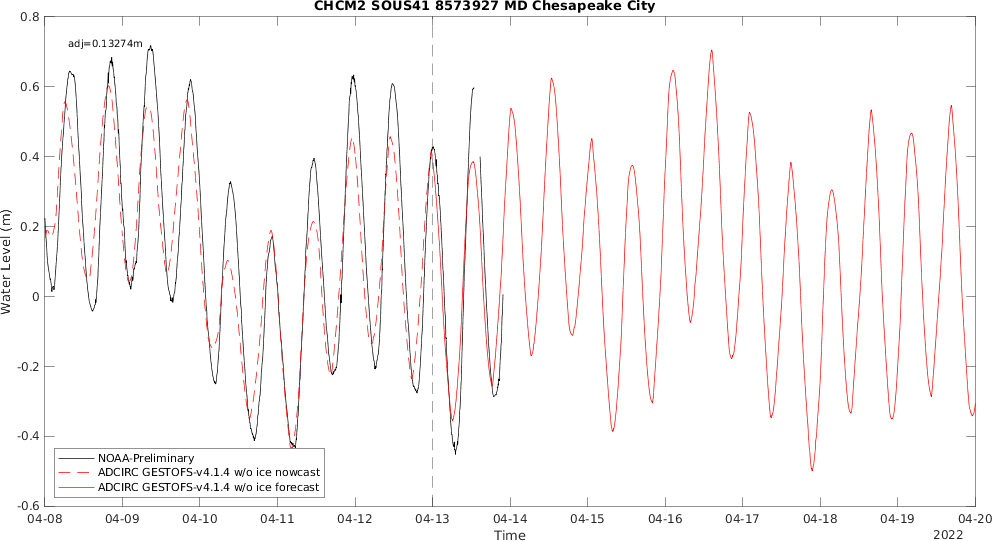 CHCM2 SOUS41 8573927 MD Chesapeake City
adj=0.13274m
Water Level (m)
0.8
0.6
0.4
0.2
0
-0.2
-0.4
-0.6
NOAA-Preliminary
ADCIRC GESTOFS-v4.1.4 w/o ice nowcast
ADCIRC GESTOFS-v4.1.4 w/o ice forecast
04-08 04-09 04-10 04-11 04-12 04-13 04-14 04-15 04-16 04-17 04-18 04-19 04-20
Time
2022